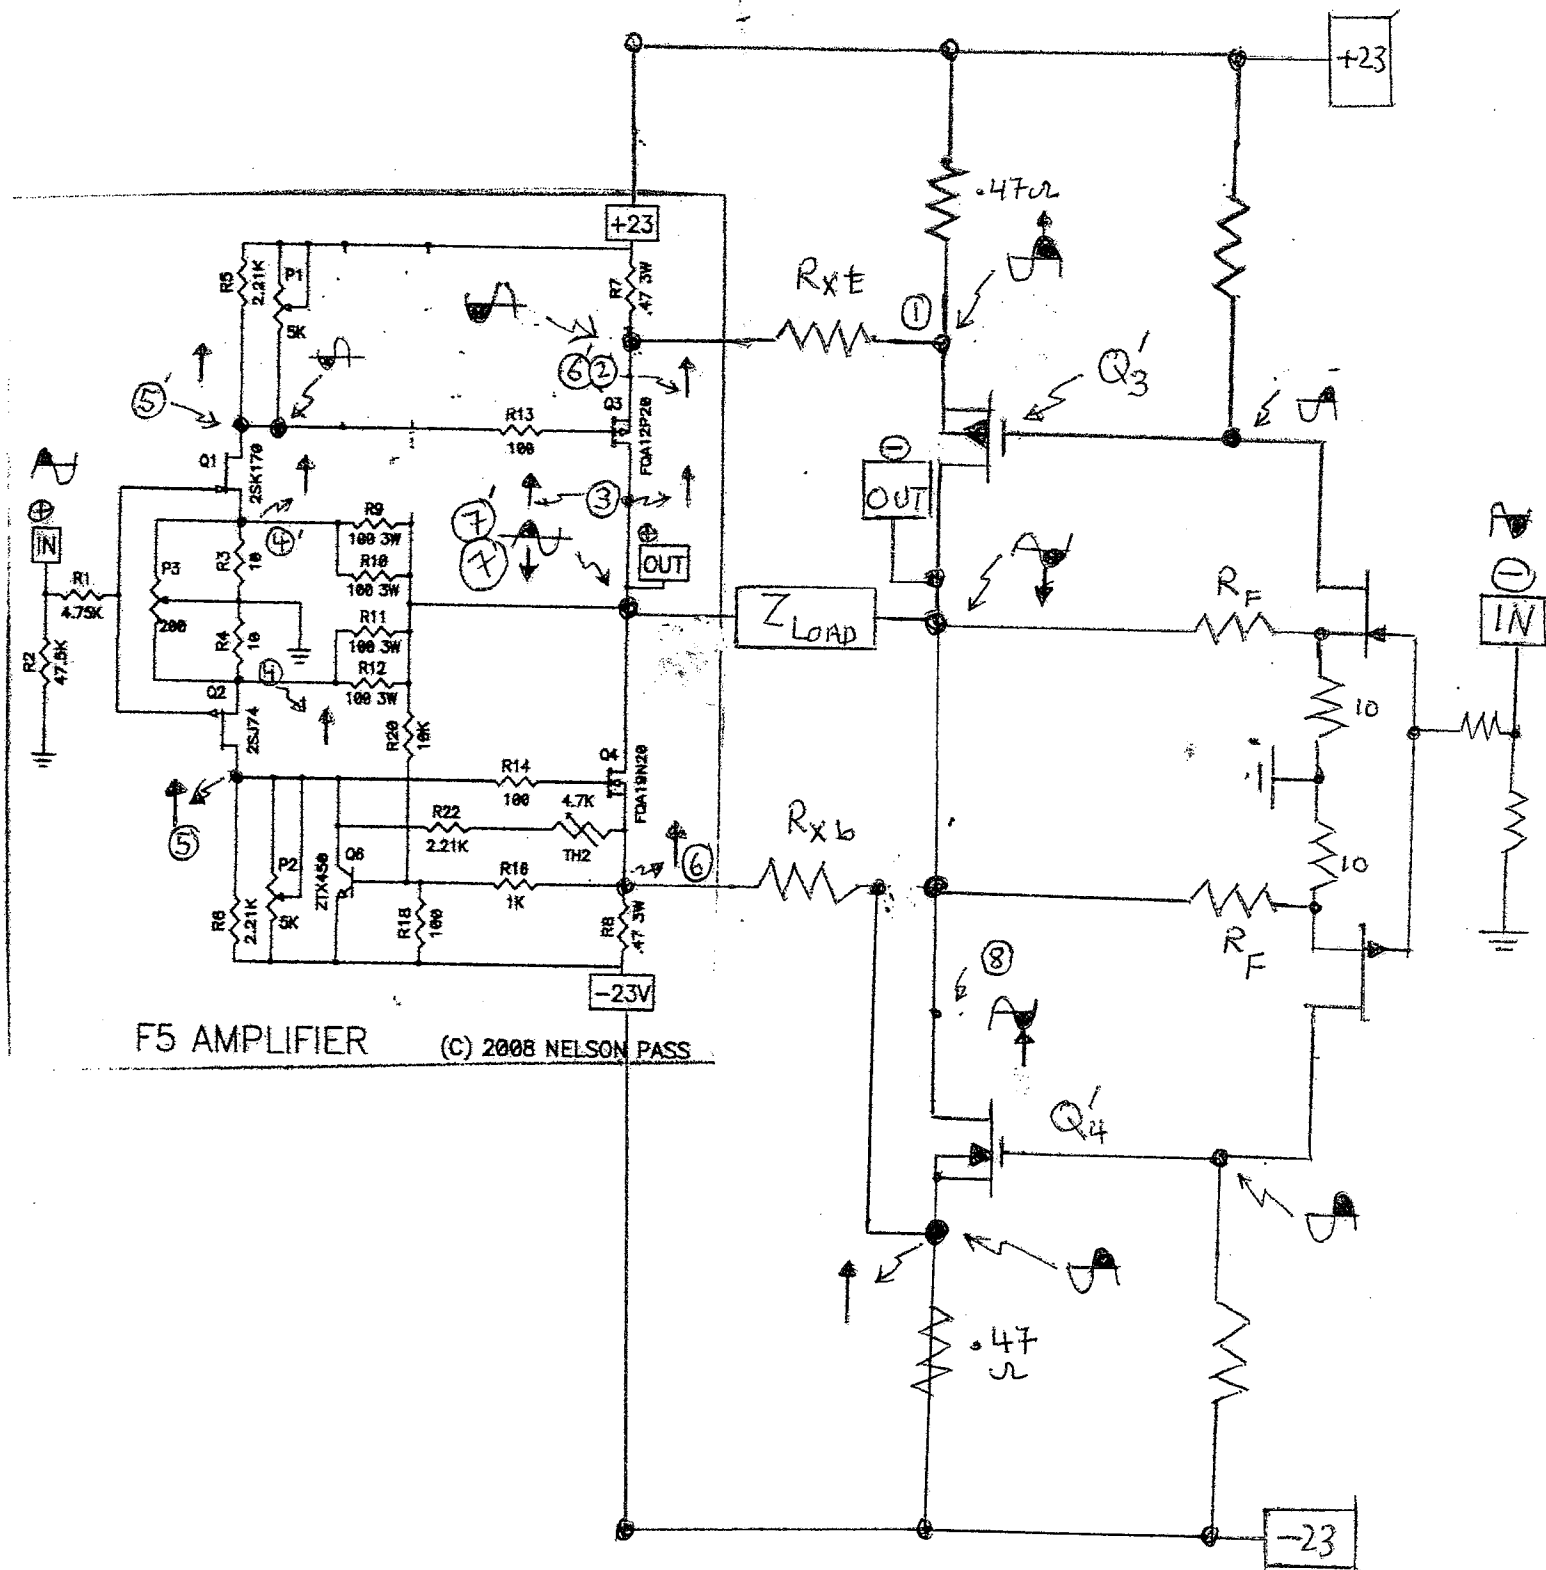 +23
.47Ω
+23
R5
2.21K
P1
5K
R7
.47 3W
RXt
1
Q3'
5'
6'
2
Q3
R13
100
FQA12P20
Q1
2SK170
-
OUT
+
IN
3
7'
7
+
OUT
4'
R9
100 3W
R10
100 3W
R3
10
P3
200
R1
4.75K
R11
100 3W
R12
100 3W
R4
10
R2
47.5K
4
Q2
2SJ74
ZLOAD
RF
-
IN
10
R20
10K
R14
100
Q4
FQA19N20
4.7K
R22
2.21K
TH2
5
P2
5K
ZTX450
Q6
R16
1K
6
RXb
10
R6
2.21K
R18
100
R8
.47 3W
RF
-23V
8
F5 AMPLIFIER
(C) 2008 NELSON PASS
Q4'
.47
Ω
-23